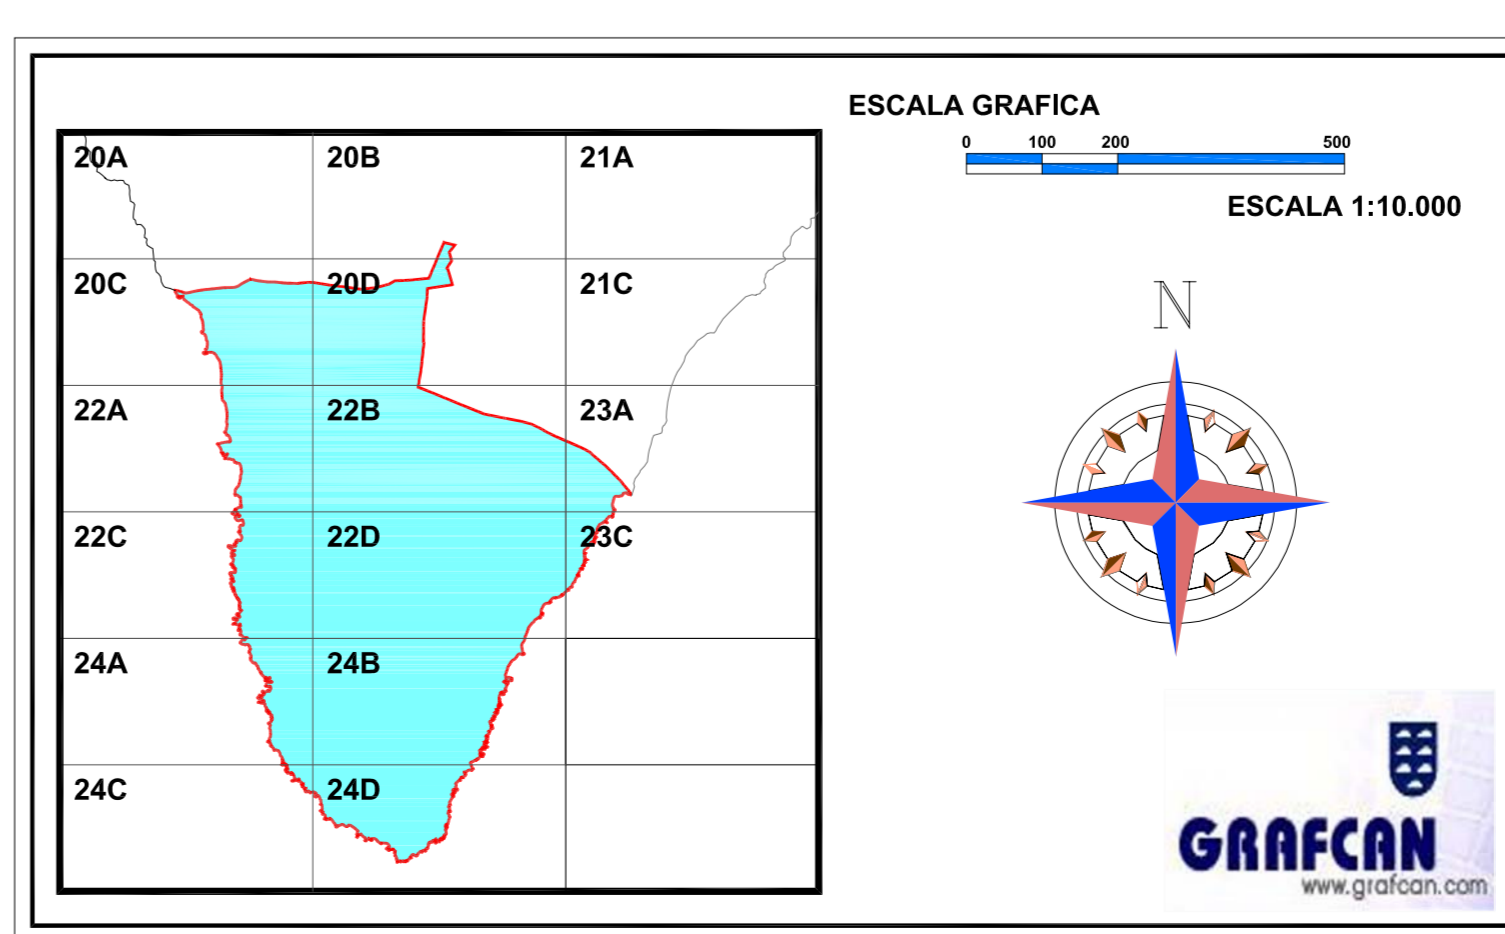 ESCALA GRAFICA
0 100 200 500
ESCALA 1:10.000
20A 20B 21A
20C 20D 21C
22A 22B 23A
22C 22D 23C
24A 24B
24C 24D
N
GRAFCAN
www.grafcan.com